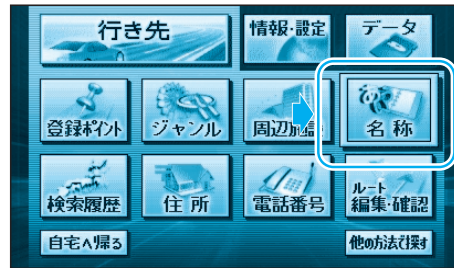 行き先
情報・設定
データ
登録ポイント
ジャンル
周辺施設
名称
検索履歴
住所
電話番号
ルート
編集・確認
自宅へ帰る
他の方法で探す